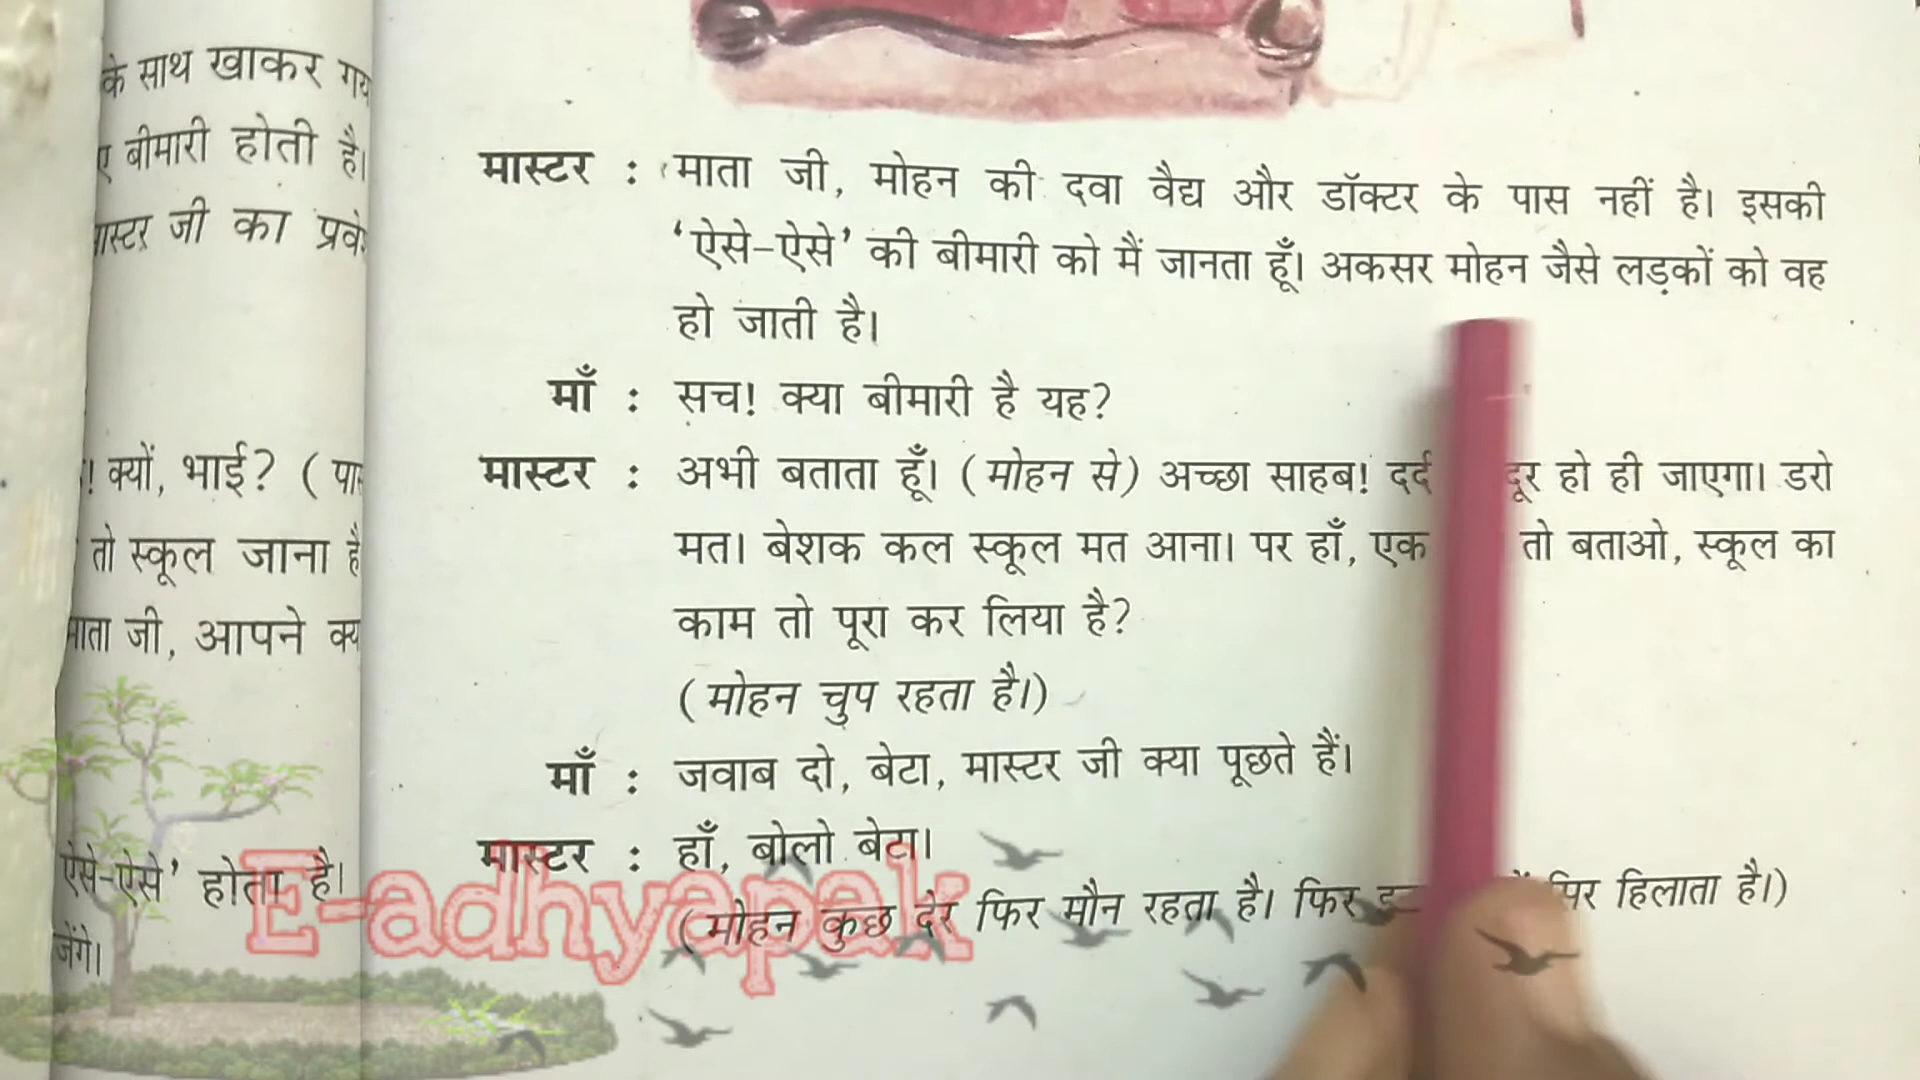 के साथ खाकर
बीमारी होती है।
जी का
क्यों, भाई? (
तो स्कूल जाना है
जी, आपने
ऐसे-ऐसे' होता है।
मास्टर : माता जी, मोहन की दवा वैद्य और डॉक्टर के पास नहीं है। इसकी
'ऐसे-ऐसे' की बीमारी को मैं जानता हूँ। अकसर मोहन जैसे लड़कों को वह
हो जाती है।
माँ : सच! क्या बीमारी है यह?
मास्टर : अभी बताता हूँ। (मोहन से) अच्छा साहब! दर्द दूर हो ही जाएगा। डरो
मत। बेशक कल स्कूल मत आना। पर हाँ, एक तो बताओ, स्कूल का
काम तो पूरा कर लिया है?
(मोहन चुप रहता है।)
माँ : जवाब दो, बेटा, मास्टर जी क्या पूछते हैं।
मास्टर : हाँ, बोलो बेटा।
(मोहन कुछ देर फिर मौन रहता है। फिर सिर हिलाता है।)
E-adhyapak